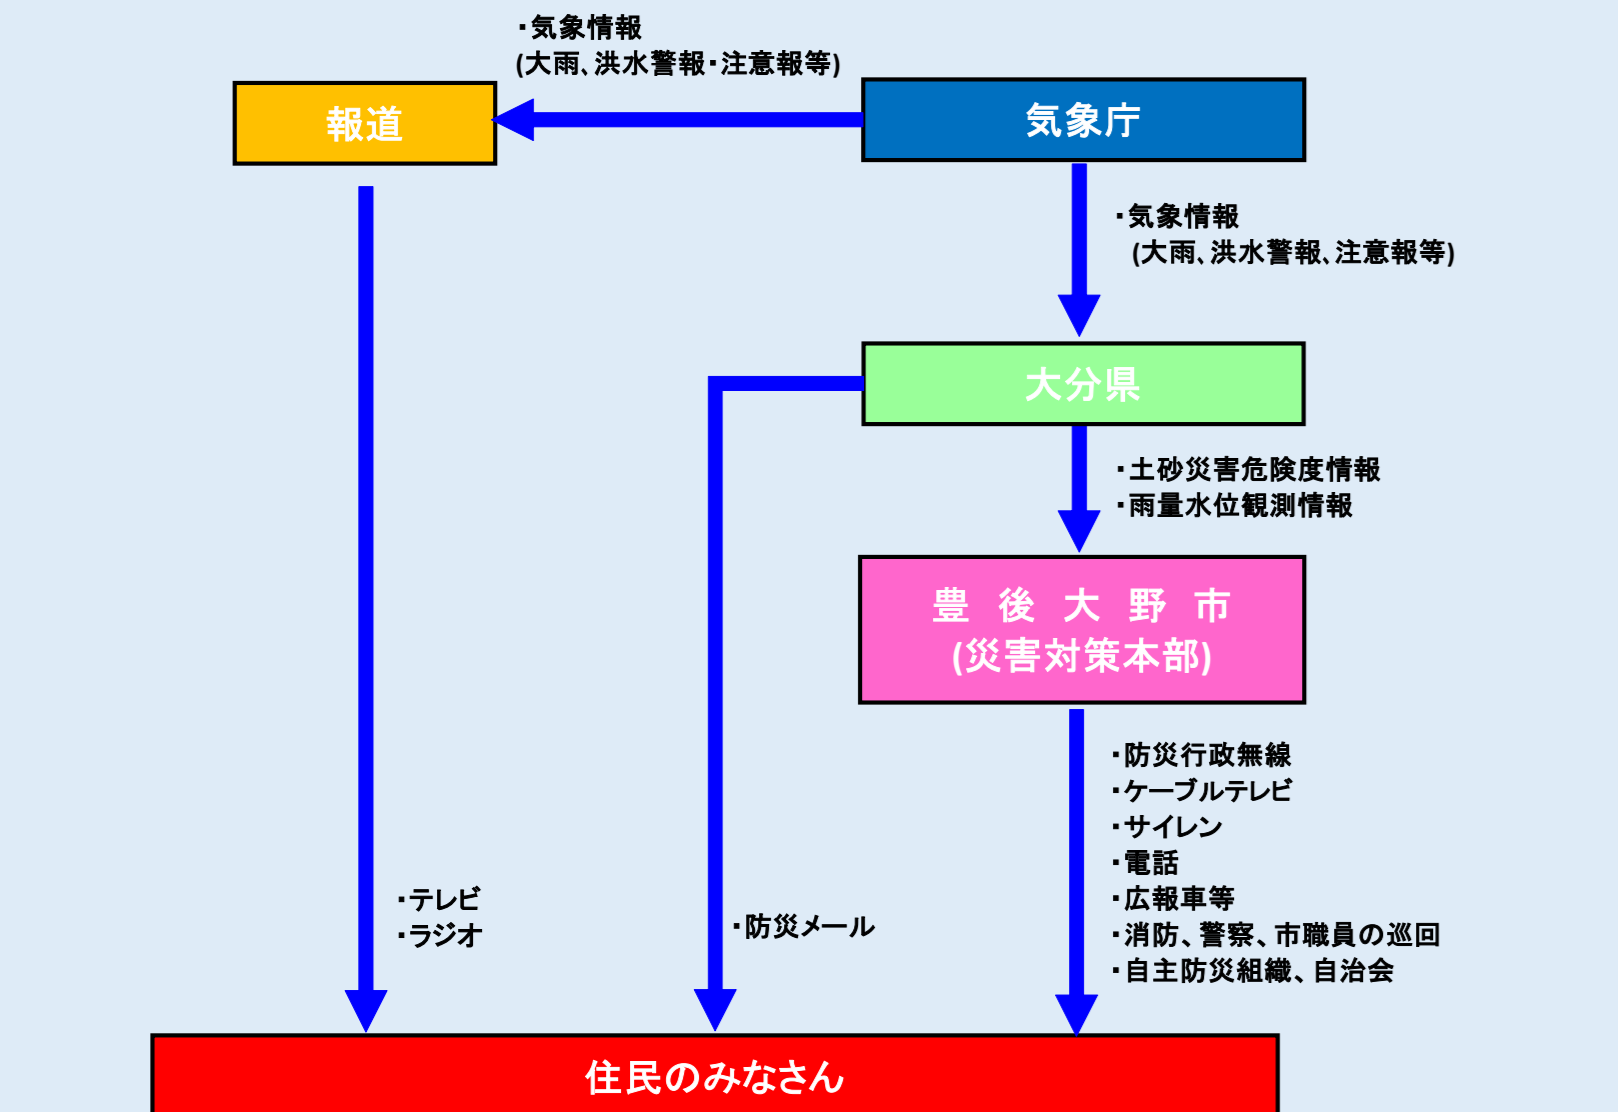 ・気象情報
(大雨、洪水警報・注意報等)
報道
気象庁
・気象情報
(大雨、洪水警報、注意報等)
大分県
・土砂災害危険度情報
・雨量水位観測情報
豊後大野市
(災害対策本部)
・防災行政無線
・ケーブルテレビ
・サイレン
・電話
・広報車等
・消防、警察、市職員の巡回
・自主防災組織、自治会
・テレビ
・ラジオ
・防災メール
住民のみなさん